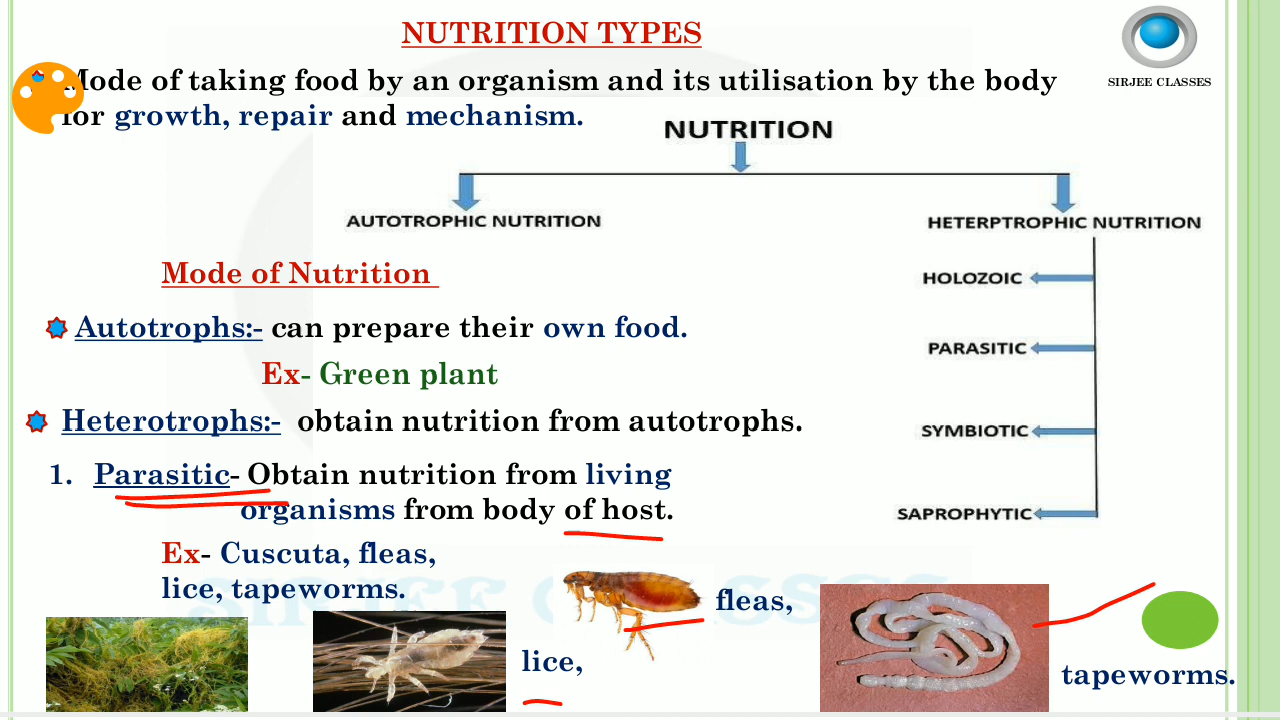 NUTRITION TYPES
Mode of taking food by an organism and its utilisation by the body
for growth, repair and mechanism.
SIRJEE CLASSES
NUTRITION
AUTOTROPHIC NUTRITION
HETERPTROPHIC NUTRITION
HOLOZOIC
PARASITIC
SYMBIOTIC
SAPROPHYTIC
Mode of Nutrition
Autotrophs:- can prepare their own food.
Ex- Green plant
Heterotrophs:- obtain nutrition from autotrophs.
1. Parasitic- Obtain nutrition from living
organisms from body of host.
Ex- Cuscuta, fleas,
lice, tapeworms.
fleas,
lice,
tapeworms.
SIRJEE CLASSES